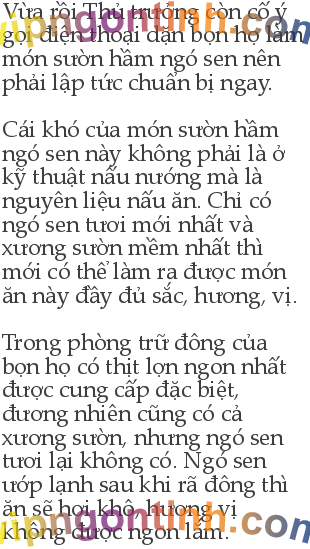 Vừa rồi Thủ trưởng còn cố ý
gọi điện thoại dặn bọn họ làm
món sườn hầm ngó sen nên
phải lập tức chuẩn bị ngay.
Cái khó của món sườn hầm
ngó sen này không phải là ở
kỹ thuật nấu nướng mà là
nguyên liệu nấu ăn. Chỉ có
ngó sen tươi mới nhất và
xương sườn mềm nhất thì
mới có thể làm ra được món
ăn này đầy đủ sắc, hương, vị.
Trong phòng trữ đông của
bọn họ có thịt lợn ngon nhất
được cung cấp đặc biệt,
đương nhiên cũng có cả
xương sườn, nhưng ngó sen
tươi lại không có. Ngó sen
ướp lạnh sau khi rã đông thì
ăn sẽ hơi khô, hương vị
không được ngon lắm.
vipngontinh.com
vipngontinh.com